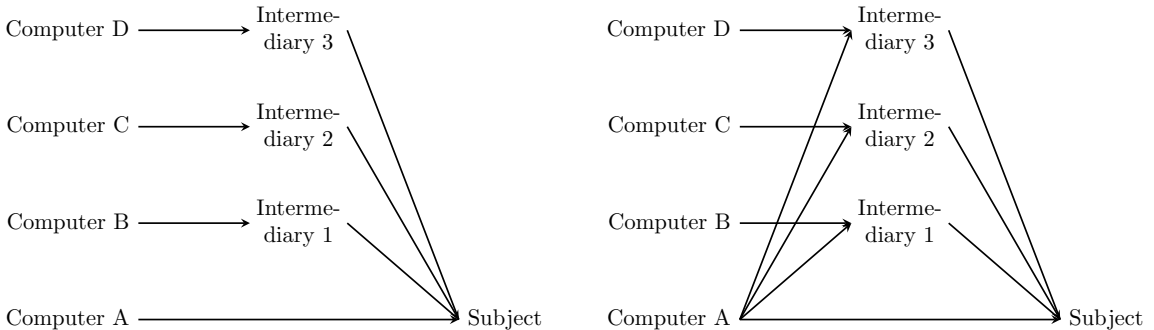 Computer D
Interme-
diary 3
Computer C
Interme-
diary 2
Computer B
Interme-
diary 1
Computer A
Subject
Computer D
Interme-
diary 3
Computer C
Interme-
diary 2
Computer B
Interme-
diary 1
Computer A
Subject